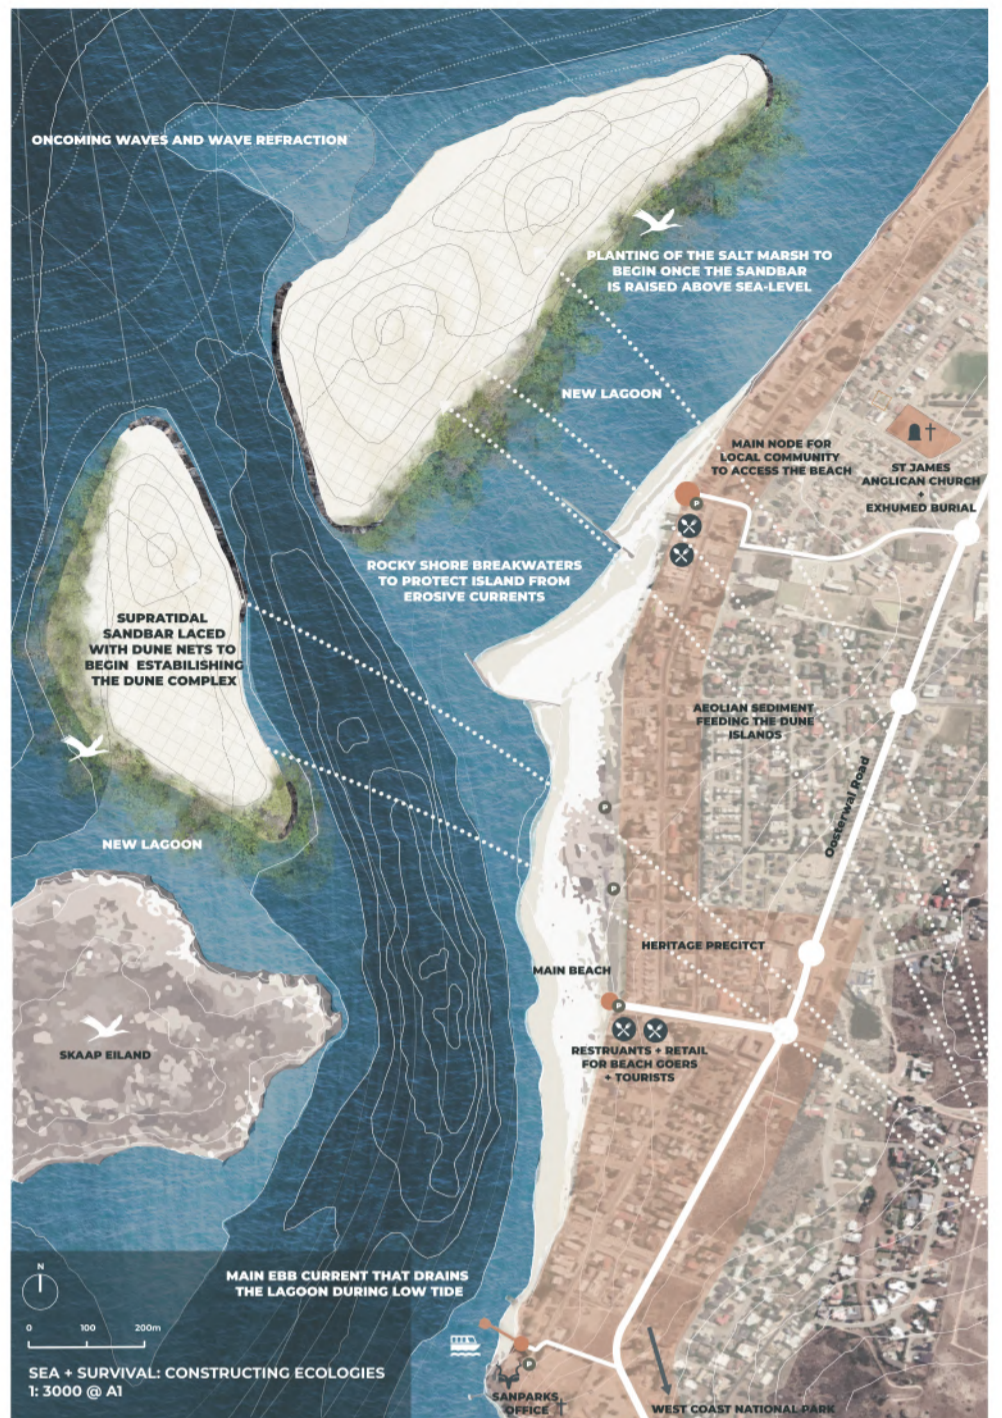 ONCOMING WAVES AND WAVE REFRACTION
PLANTING OF THE SALT MARSH TO
BEGIN ONCE THE SANDBAR
IS RAISED ABOVE SEA-LEVEL
NEW LAGOON
MAIN NODE FOR
LOCAL COMMUNITY
TO ACCESS THE BEACH
ST JAMES
ANGLICAN CHURCH
+
EXHUMED BURIAL
P
ROCKY SHORE BREAKWATERS
TO PROTECT ISLAND FROM
EROSIVE CURRENTS
SUPRATIDAL
SANDBAR LACED
WITH DUNE NETS TO
BEGIN ESTABILISHING
THE DUNE COMPLEX
AEOLIAN SEDIMENT
FEEDING THE DUNE
ISLANDS
Oosterwal Road
P
NEW LAGOON
P
HERITAGE PRECITCT
MAIN BEACH
P
SKAAP EILAND
RESTRUANTS + RETAIL
FOR BEACH GOERS
+ TOURISTS
MAIN EBB CURRENT THAT DRAINS
THE LAGOON DURING LOW TIDE
N
0 100 200m
P
SEA + SURVIVAL: CONSTRUCTING ECOLOGIES
1: 3000 @ A1
SANPARKS
OFFICE
WEST COAST NATIONAL PARK